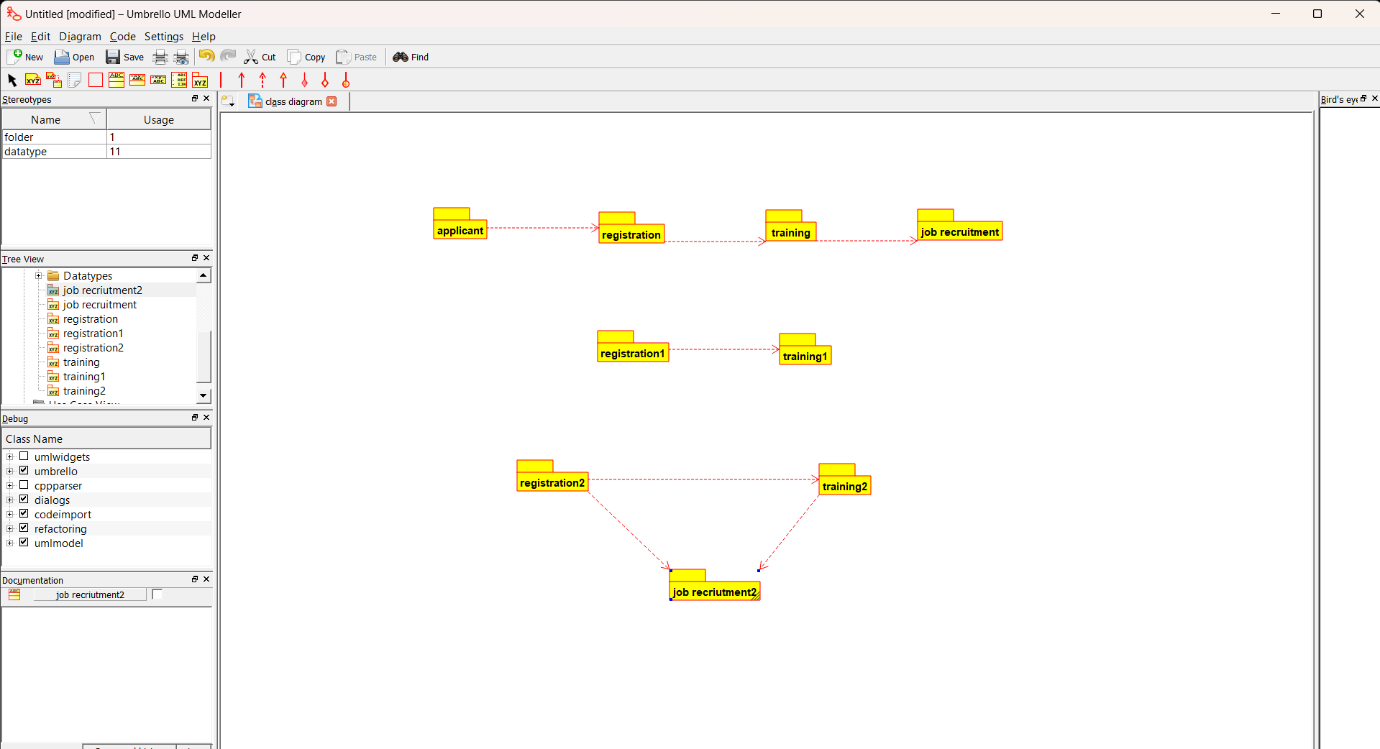 Untitled [modified] – Umbrello UML Modeller
File Edit Diagram Code Settings Help
New Open Save Cut Copy Paste Find
Stereotypes
Name Usage
folder 1
datatype 11
Tree View
Datatypes
job recriutment2
job recruitment
registration
registration1
registration2
training
training1
training2
Debug
Class Name
umlwidgets
umbrello
cppparser
dialogs
codeimport
refactoring
umlmodel
Documentation
job recriutment2
class diagram
applicant
registration
training
job recruitment
registration1
training1
registration2
training2
job recriutment2
Bird's eye